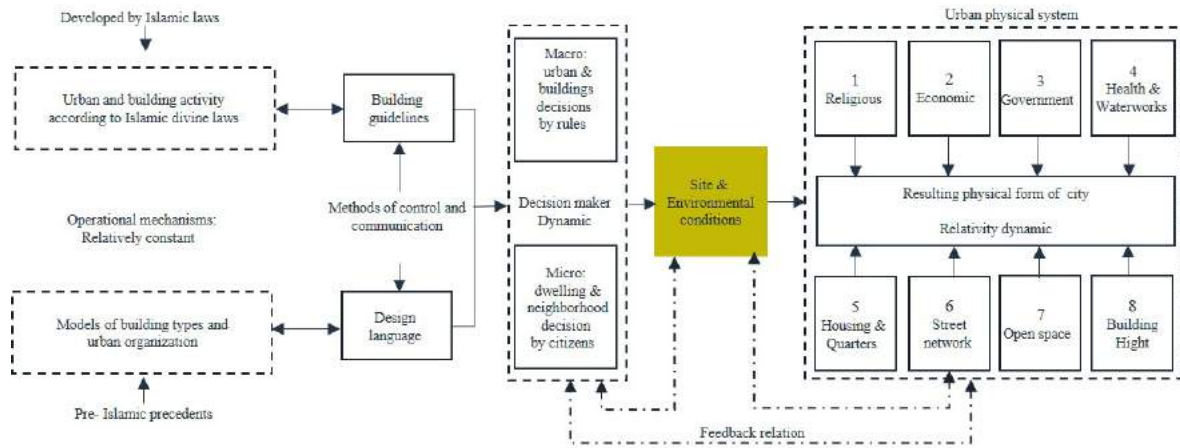 Developed by Islamic laws
Urban and building activity
according to Islamic divine laws
Operational mechanisms:
Relatively constant
Models of building types and
urban organization
Pre- Islamic precedents
Building
guidelines
Methods of control and
communication
Design
language
Macro:
urban &
buildings
decisions
by rules
Decision maker
Dynamic
Micro:
dwelling &
neighborhood
decision
by citizens
Site &
Environmental
conditions
Urban physical system
1
Religious
2
Economic
3
Government
4
Health &
Waterworks
Resulting physical form of city
Relativity dynamic
5
Housing &
Quarters
6
Street
network
7
Open space
8
Building
Hight
Feedback relation